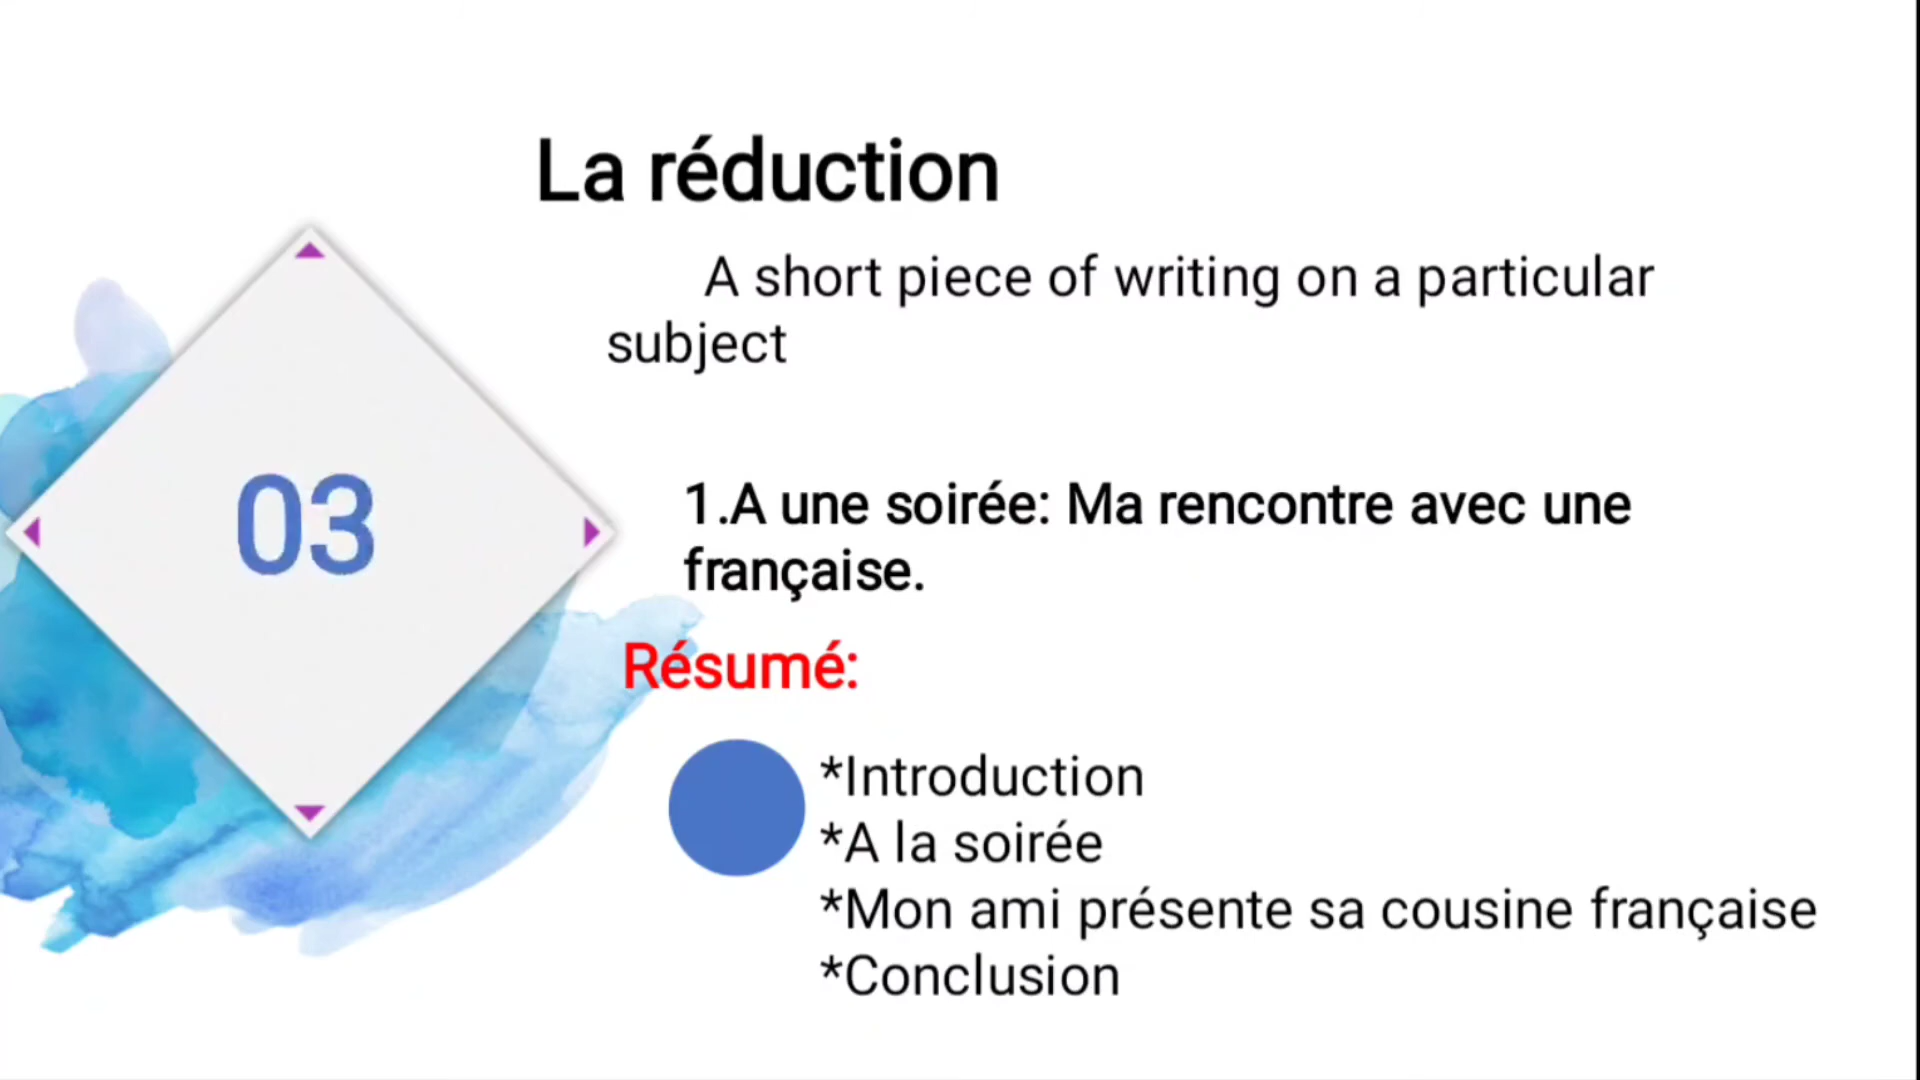 La réduction
A short piece of writing on a particular
subject
03
1.A une soirée: Ma rencontre avec une
française.
Résumé:
*Introduction
*A la soirée
*Mon ami présente sa cousine française
*Conclusion